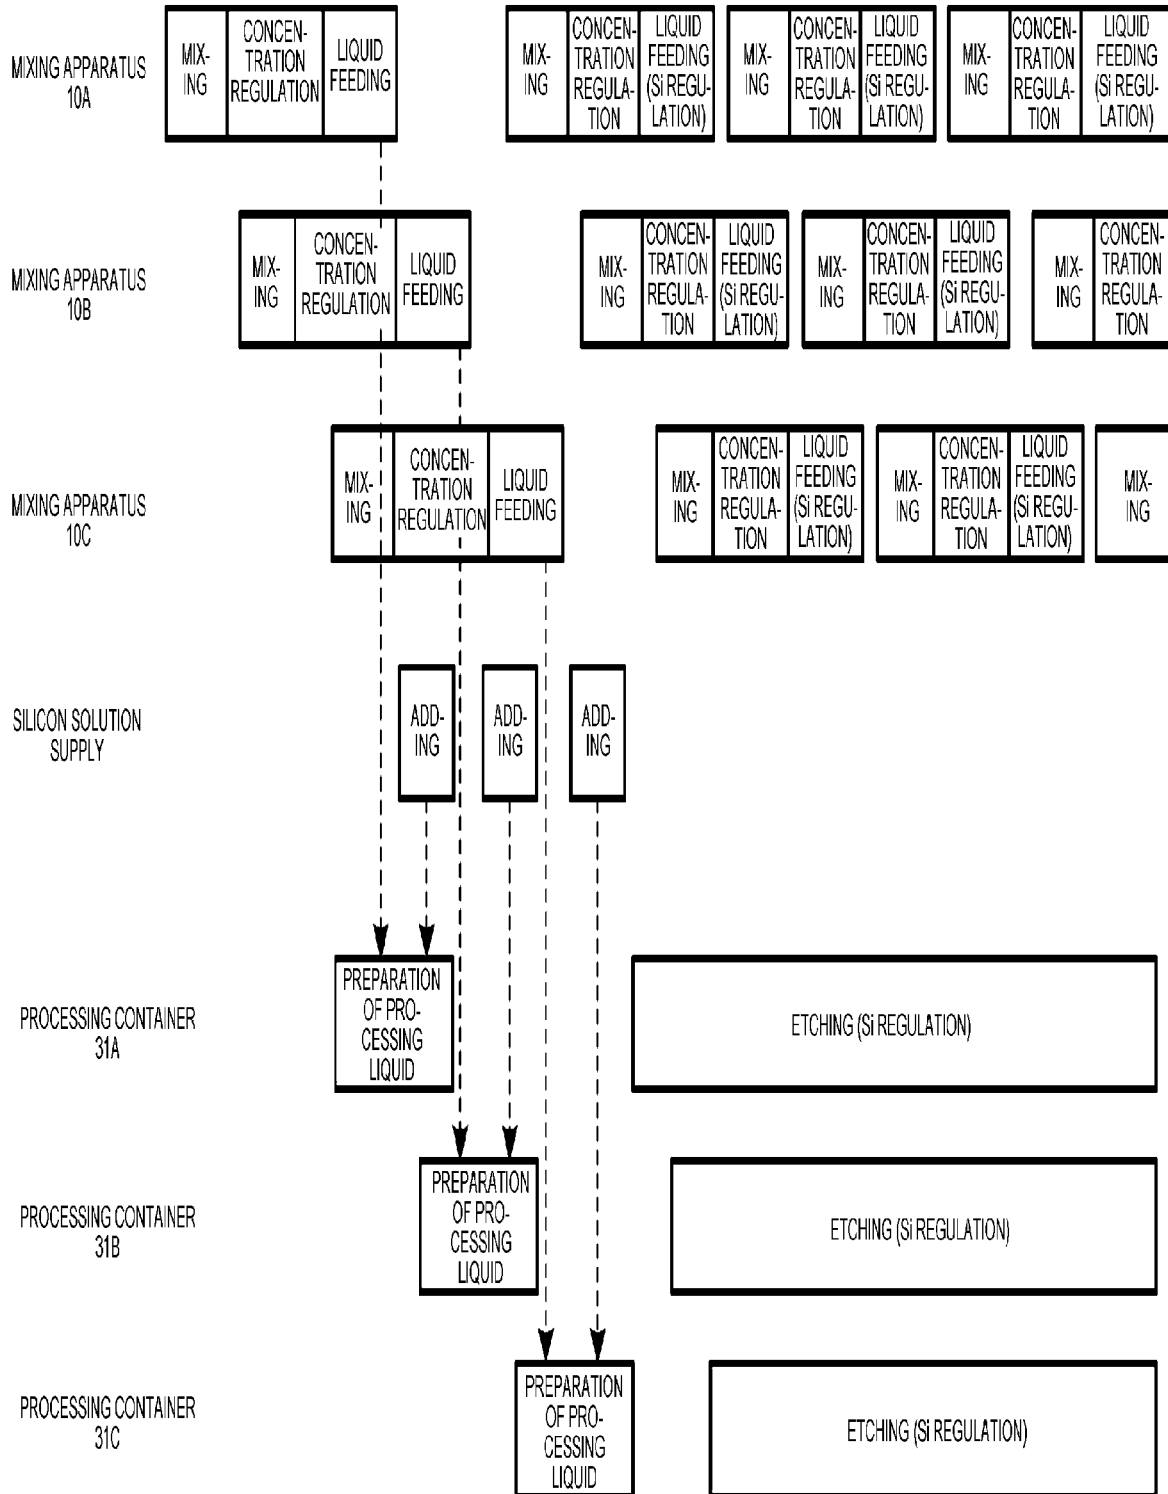 MIXING APPARATUS
10A
MIX-
ING
CONCEN-
TRATION
REGULATION
LIQUID
FEEDING
MIX-
ING
CONCEN-
TRATION
REGULA-
TION
LIQUID
FEEDING
(Si REGU-
LATION)
MIX-
ING
CONCEN-
TRATION
REGULA-
TION
LIQUID
FEEDING
(Si REGU-
LATION)
MIX-
ING
CONCEN-
TRATION
REGULA-
TION
LIQUID
FEEDING
(Si REGU-
LATION)
MIXING APPARATUS
10B
MIX-
ING
CONCEN-
TRATION
REGULATION
LIQUID
FEEDING
MIX-
ING
CONCEN-
TRATION
REGULA-
TION
LIQUID
FEEDING
(Si REGU-
LATION)
MIX-
ING
CONCEN-
TRATION
REGULA-
TION
LIQUID
FEEDING
(Si REGU-
LATION)
MIX-
ING
CONCEN-
TRATION
REGULA-
TION
MIXING APPARATUS
10C
MIX-
ING
CONCEN-
TRATION
REGULATION
LIQUID
FEEDING
MIX-
ING
CONCEN-
TRATION
REGULA-
TION
LIQUID
FEEDING
(Si REGU-
LATION)
MIX-
ING
CONCEN-
TRATION
REGULA-
TION
LIQUID
FEEDING
(Si REGU-
LATION)
MIX-
ING
SILICON SOLUTION
SUPPLY
ADD-
ING
ADD-
ING
ADD-
ING
PROCESSING CONTAINER
31A
PREPARATION
OF PRO-
CESSING
LIQUID
ETCHING (Si REGULATION)
PROCESSING CONTAINER
31B
PREPARATION
OF PRO-
CESSING
LIQUID
ETCHING (Si REGULATION)
PROCESSING CONTAINER
31C
PREPARATION
OF PRO-
CESSING
LIQUID
ETCHING (Si REGULATION)